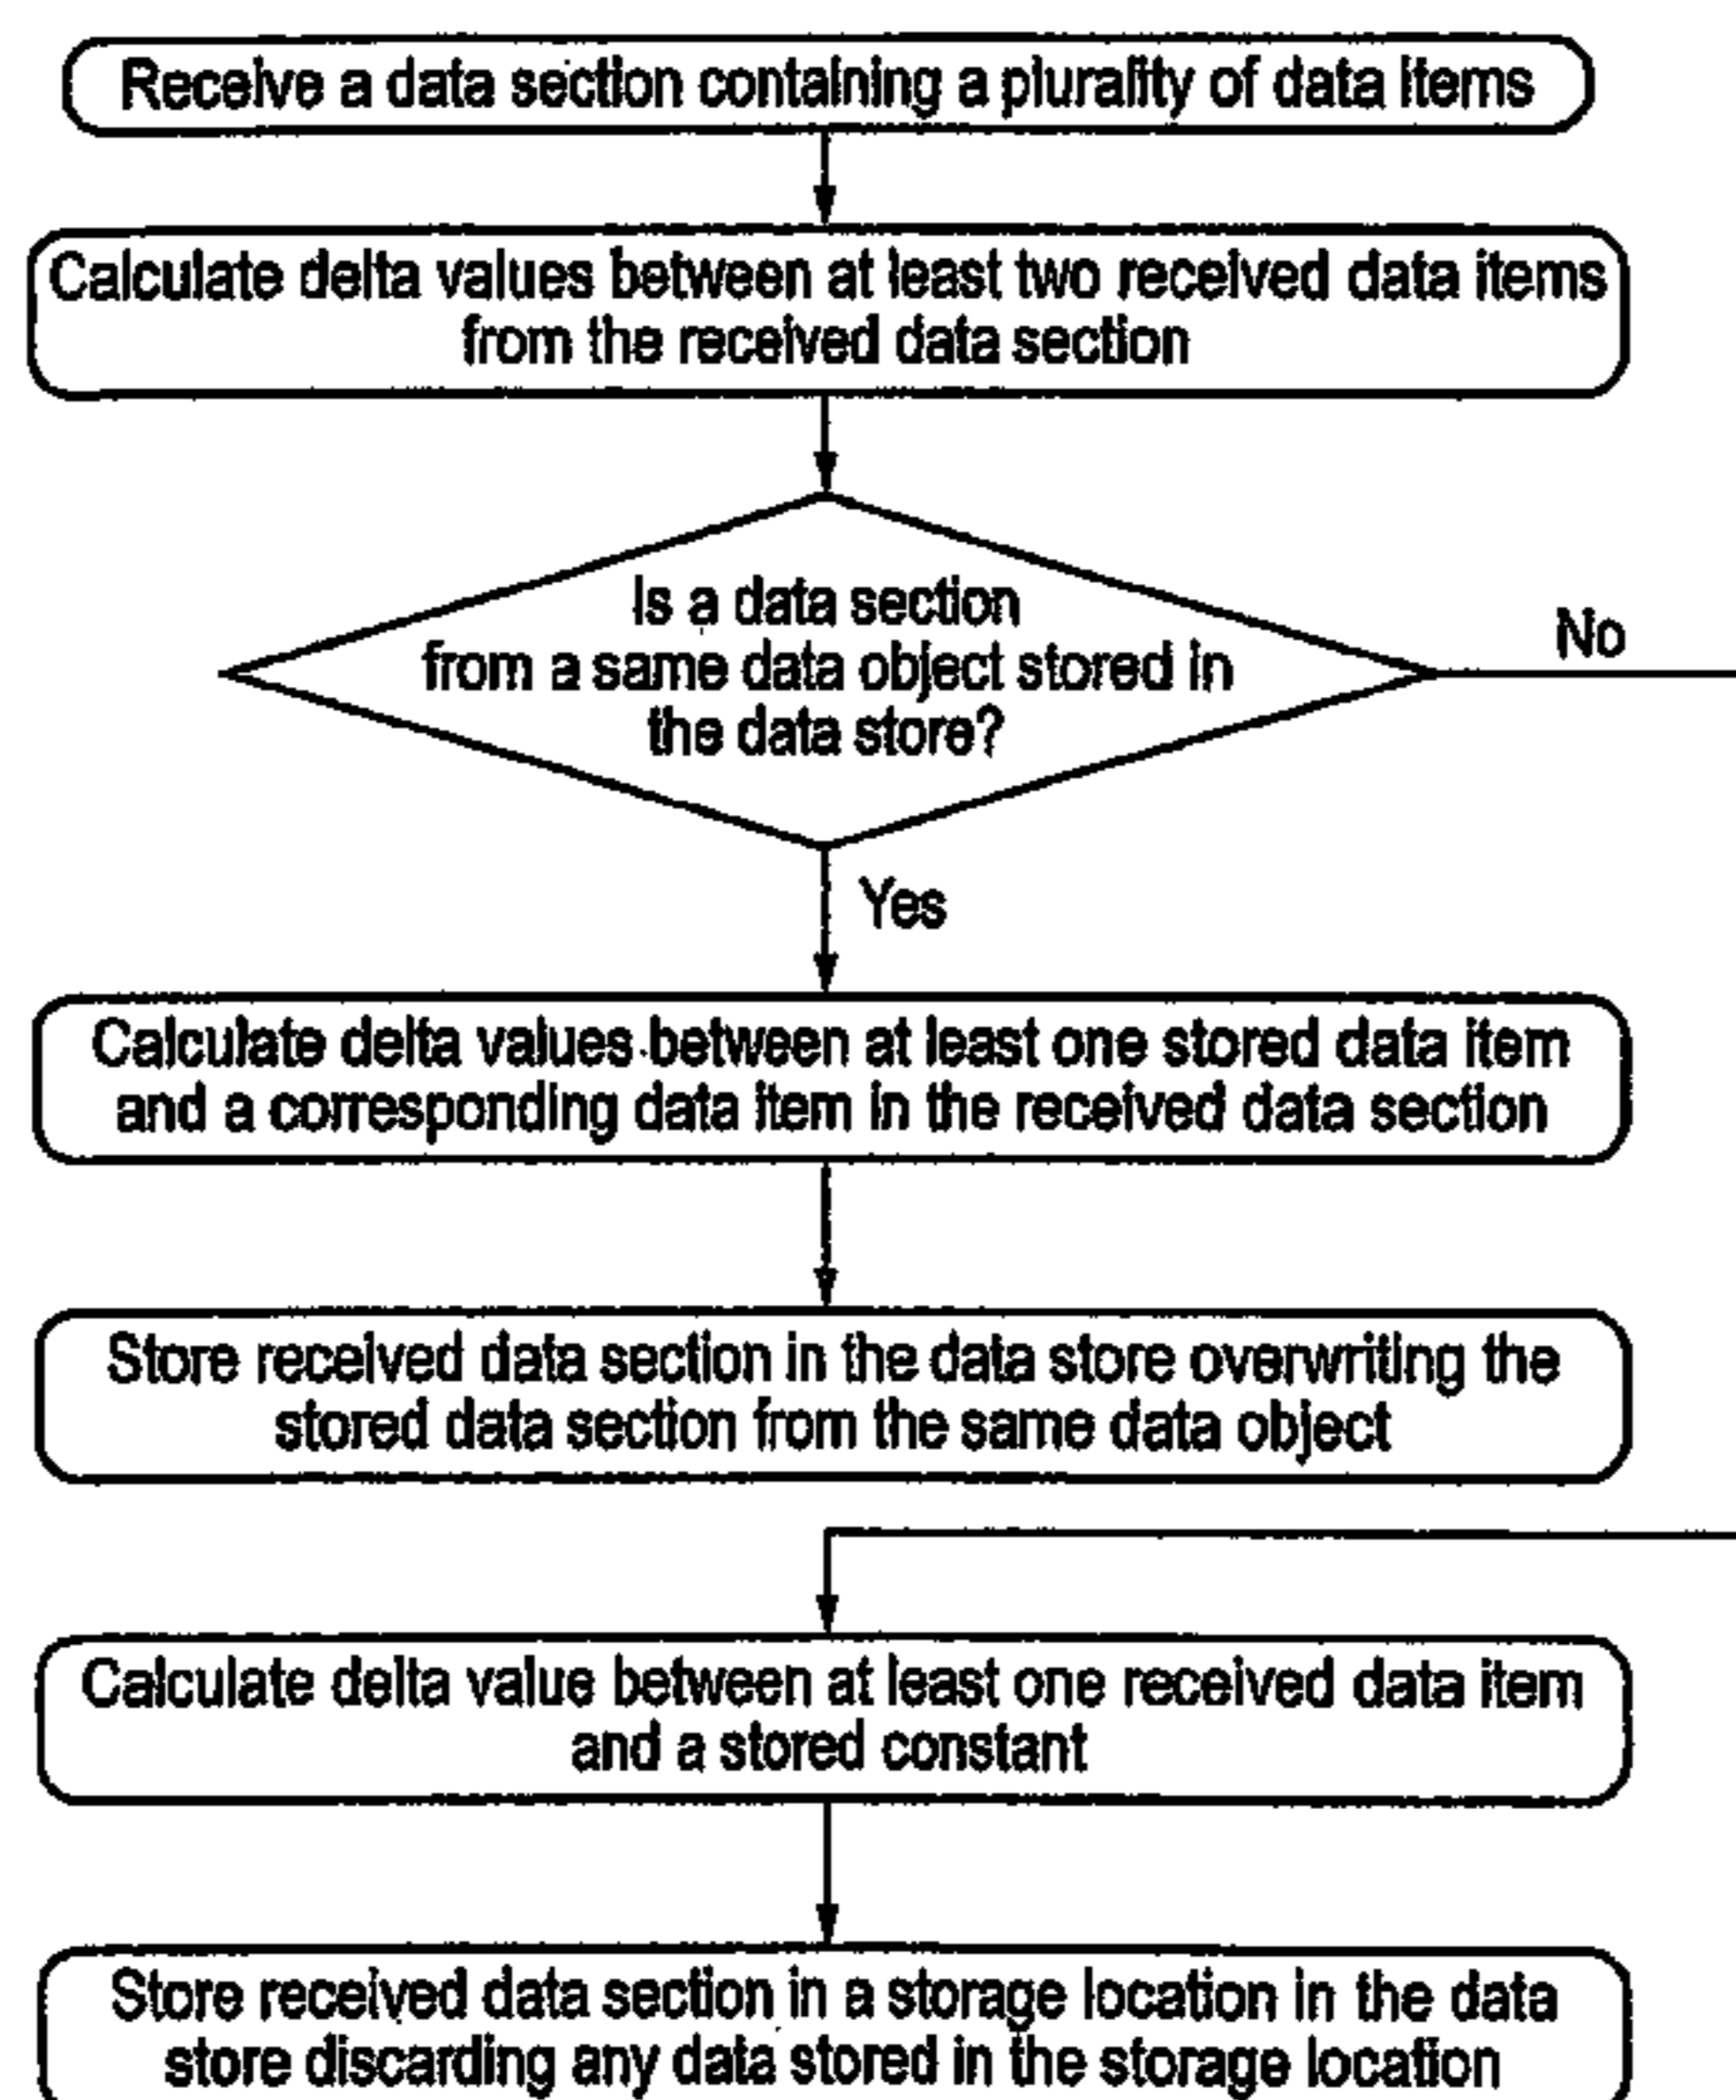 Receive a data section containing a plurality of data items
Calculate delta values between at least two received data items
from the received data section
Is a data section
from a same data object stored in
the data store?
No
Yes
Calculate delta values between at least one stored data item
and a corresponding data item in the received data section
Store received data section in the data store overwriting the
stored data section from the same data object
Calculate delta value between at least one received data item
and a stored constant
Store received data section in a storage location in the data
store discarding any data stored in the storage location